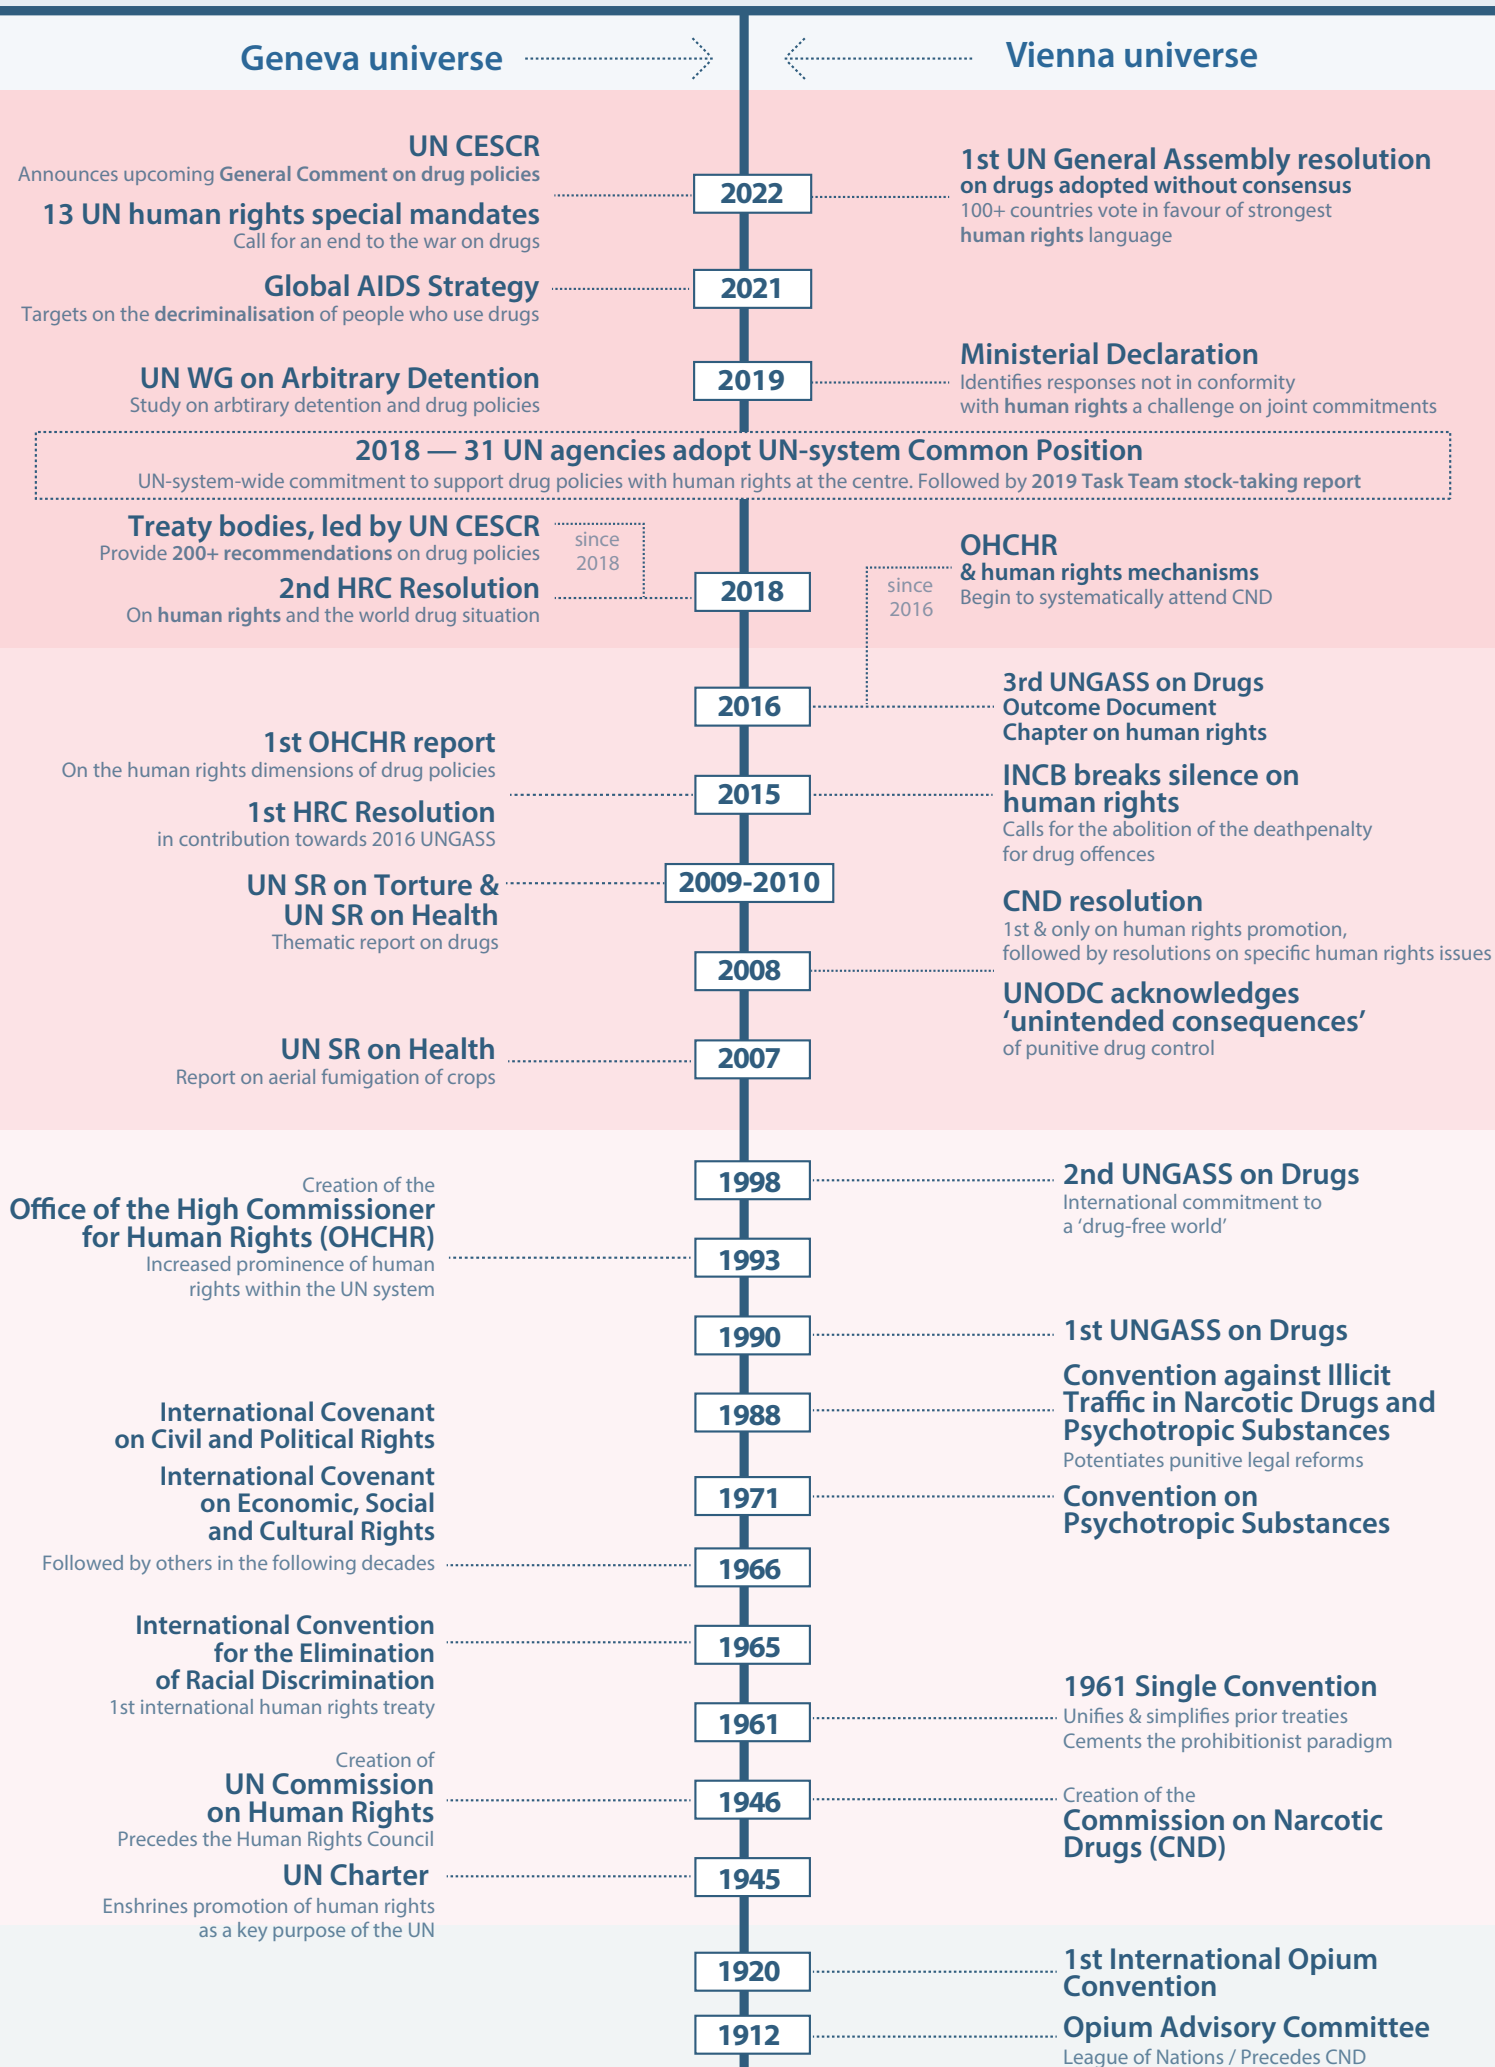 Geneva universe
Vienna universe
UN CESCR
Announces upcoming General Comment on drug policies
13 UN human rights special mandates
Call for an end to the war on drugs
2022
1st UN General Assembly resolution
on drugs adopted without consensus
100+ countries vote in favour of strongest
human rights language
Global AIDS Strategy
Targets on the decriminalisation of people who use drugs
2021
UN WG on Arbitrary Detention
Study on arbtirary detention and drug policies
2019
Ministerial Declaration
Identifies responses not in conformity
with human rights a challenge on joint commitments
2018 — 31 UN agencies adopt UN-system Common Position
UN-system-wide commitment to support drug policies with human rights at the centre. Followed by 2019 Task Team stock-taking report
Treaty bodies, led by UN CESCR
Provide 200+ recommendations on drug policies
since
2018
2nd HRC Resolution
On human rights and the world drug situation
2018
OHCHR
& human rights mechanisms
Begin to systematically attend CND
since
2016
2016
3rd UNGASS on Drugs
Outcome Document
Chapter on human rights
1st OHCHR report
On the human rights dimensions of drug policies
1st HRC Resolution
in contribution towards 2016 UNGASS
2015
INCB breaks silence on
human rights
Calls for the abolition of the deathpenalty
for drug offences
UN SR on Torture &
UN SR on Health
Thematic report on drugs
2009-2010
2008
CND resolution
1st & only on human rights promotion,
followed by resolutions on specific human rights issues
UNODC acknowledges
‘unintended consequences’
of punitive drug control
UN SR on Health
Report on aerial fumigation of crops
2007
1998
2nd UNGASS on Drugs
International commitment to
a ‘drug-free world’
Creation of the
Office of the High Commissioner
for Human Rights (OHCHR)
Increased prominence of human
rights within the UN system
1993
1990
1st UNGASS on Drugs
1988
Convention against Illicit
Traffic in Narcotic Drugs and
Psychotropic Substances
Potentiates punitive legal reforms
International Covenant
on Civil and Political Rights
International Covenant
on Economic, Social
and Cultural Rights
Followed by others in the following decades
1971
Convention on
Psychotropic Substances
1966
International Convention
for the Elimination
of Racial Discrimination
1st international human rights treaty
1965
1961
1961 Single Convention
Unifies & simplifies prior treaties
Cements the prohibitionist paradigm
Creation of
UN Commission
on Human Rights
Precedes the Human Rights Council
1946
Creation of the
Commission on Narcotic
Drugs (CND)
UN Charter
Enshrines promotion of human rights
as a key purpose of the UN
1945
1920
1st International Opium
Convention
1912
Opium Advisory Committee
League of Nations / Precedes CND